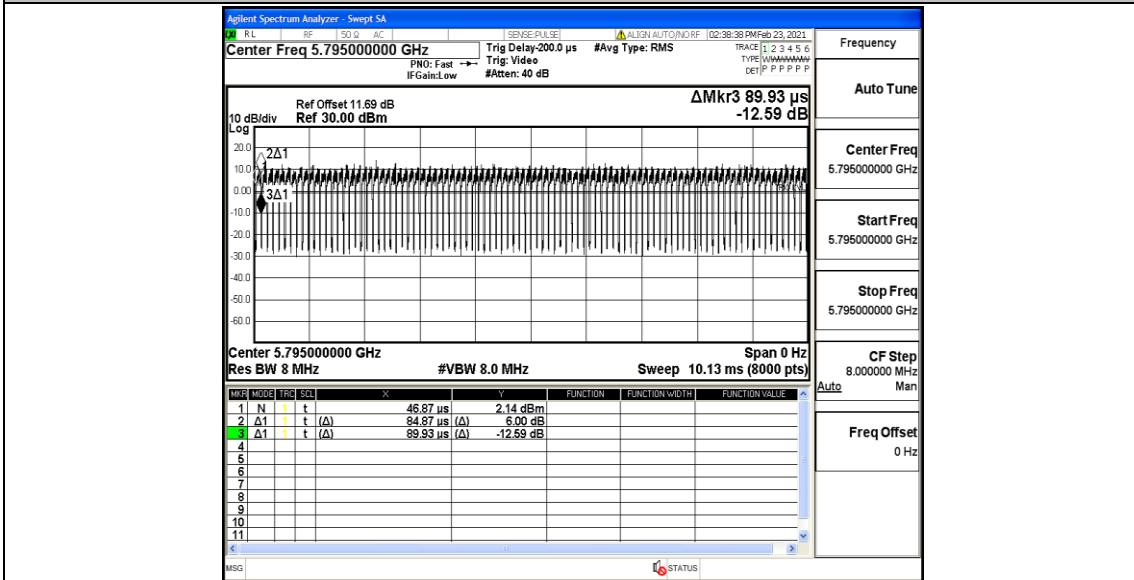 Agilent Spectrum Analyzer - Swept SA
RL RF 50 Ω AC SENSE:PULSE ALIGN AUTO/NO RF 02:38:38 PM Feb 23, 2021
Center Freq 5.795000000 GHz
PNO: Fast
IFGain:Low
Trig Delay-200.0 µs
Trig: Video
#Atten: 40 dB
#Avg Type: RMS
TRACE 1 2 3 4 5 6
TYPE
DET P P P P P P
Frequency
Auto Tune
ΔMkr3 89.93 µs
-12.59 dB
Ref Offset 11.69 dB
10 dB/div Ref 30.00 dBm
Log
20.0
10.0
0.00
-10.0
-20.0
-30.0
-40.0
-50.0
-60.0
2Δ1
3Δ1
Center Freq
5.795000000 GHz
Start Freq
5.795000000 GHz
Stop Freq
5.795000000 GHz
CF Step
8.000000 MHz
Auto Man
Freq Offset
0 Hz
Center 5.795000000 GHz Span 0 Hz
Res BW 8 MHz #VBW 8.0 MHz Sweep 10.13 ms (8000 pts)
MKR MODE TRC SCL X Y FUNCTION FUNCTION WIDTH FUNCTION VALUE
1 N 1 t 46.87 µs 2.14 dBm
2 Δ1 1 t (Δ) 84.87 µs (Δ) 6.00 dB
3 Δ1 1 t (Δ) 89.93 µs (Δ) -12.59 dB
4
5
6
7
8
9
10
11
MSG STATUS